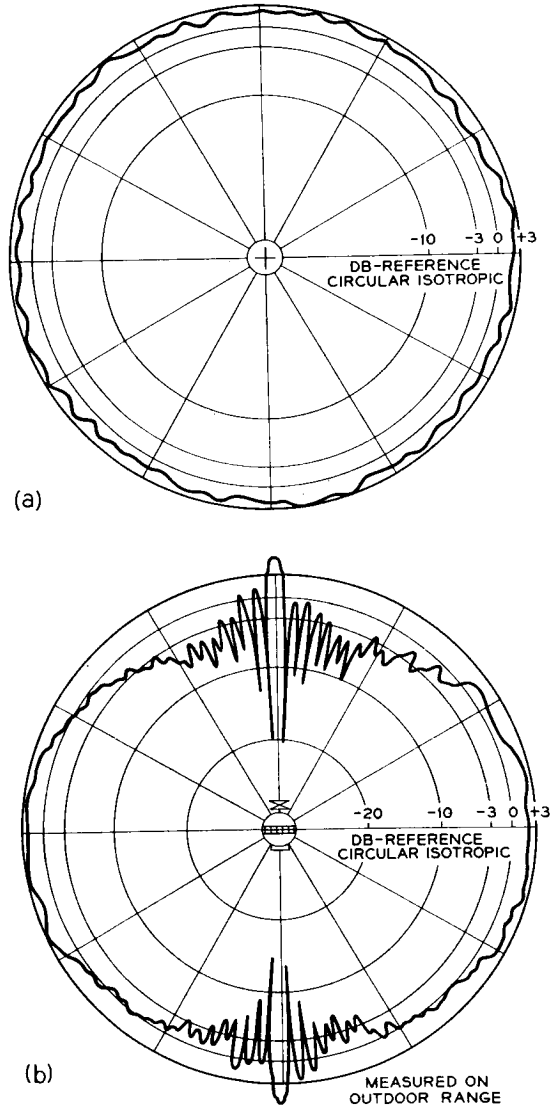 -10 -3 0 +3
DB-REFERENCE
CIRCULAR ISOTROPIC
(a)
-20 -10 -3 0 +3
DB-REFERENCE
CIRCULAR ISOTROPIC
(b)
MEASURED ON
OUTDOOR RANGE